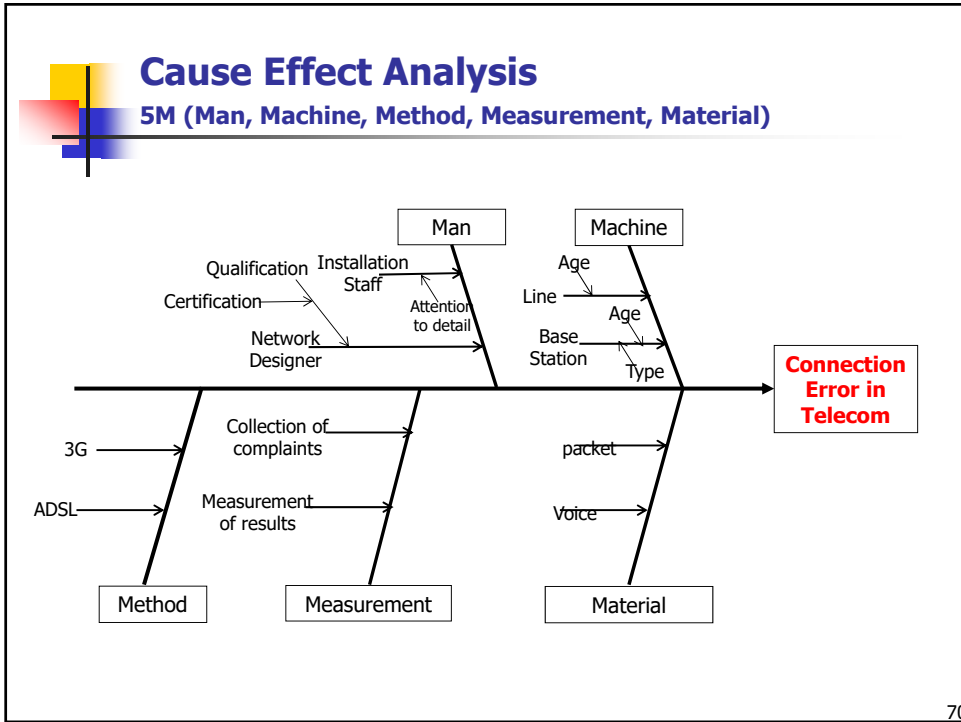 Cause Effect Analysis
5M (Man, Machine, Method, Measurement, Material)
Man
Machine
Qualification
Installation
Staff
Age
Certification
Attention
to detail
Line
Age
Network
Designer
Base
Station
Type
Connection
Error in
Telecom
Collection of
complaints
3G
packet
Measurement
of results
ADSL
Voice
Method
Measurement
Material
70